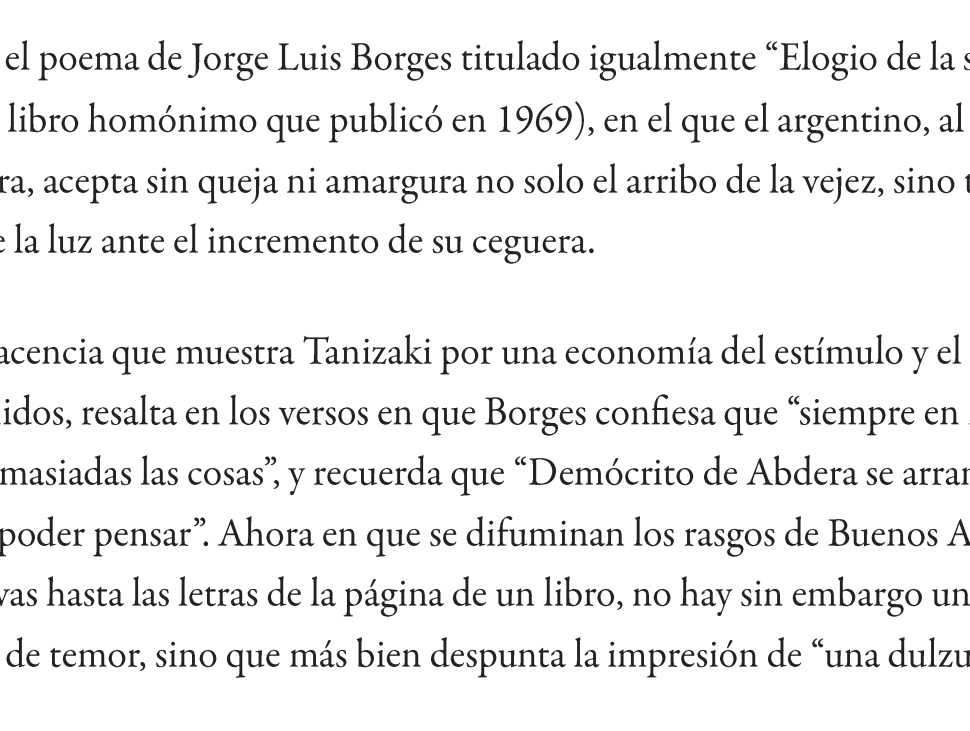 el poema de Jorge Luis Borges titulado igualmente “Elogio de la s
libro homónimo que publicó en 1969), en el que el argentino, al
ra, acepta sin queja ni amargura no solo el arribo de la vejez, sino t
e la luz ante el incremento de su ceguera.
acencia que muestra Tanizaki por una economía del estímulo y el
idos, resalta en los versos en que Borges confiesa que “siempre en
masiadas las cosas”, y recuerda que “Demócrito de Abdera se arran
poder pensar”. Ahora en que se difuminan los rasgos de Buenos A
vas hasta las letras de la página de un libro, no hay sin embargo un
de temor, sino que más bien despunta la impresión de “una dulzu